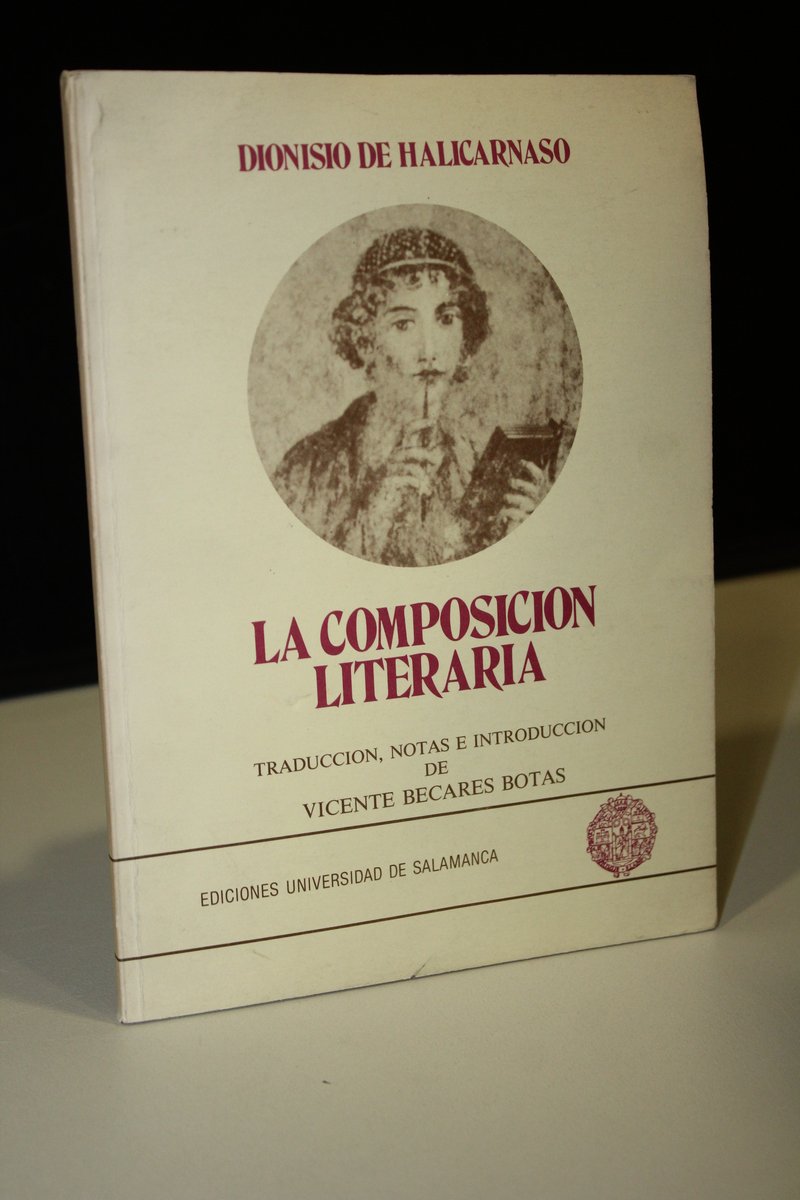 DIONISIO DE HALICARNASO
LA COMPOSICION
LITERARIA
TRADUCCION, NOTAS E INTRODUCCION
DE
VICENTE BECARES BOTAS
EDICIONES UNIVERSIDAD DE SALAMANCA